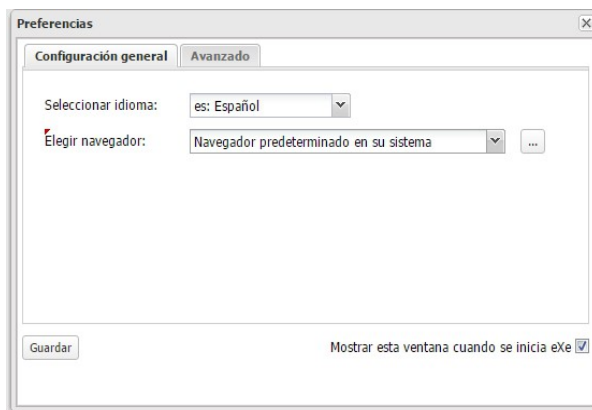 Preferencias
Configuración general Avanzado
Seleccionar idioma: es: Español
Elegir navegador: Navegador predeterminado en su sistema ...
Guardar Mostrar esta ventana cuando se inicia eXe